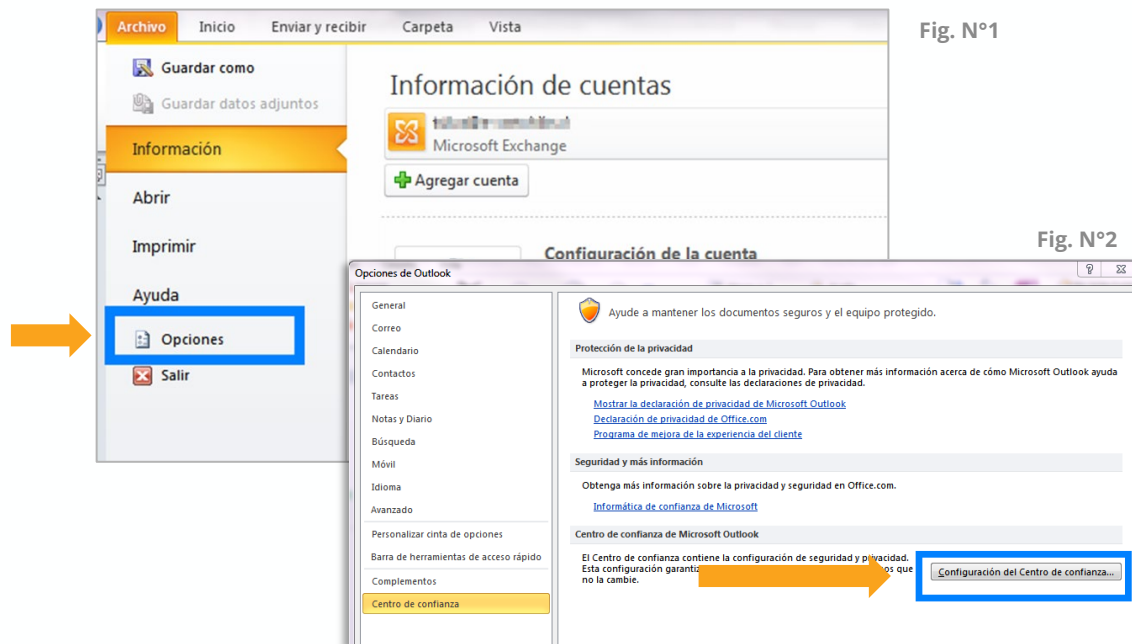 Fig. N°1
Archivo Inicio Enviar y recibir Carpeta Vista
Guardar como
Guardar datos adjuntos
Información
Abrir
Imprimir
Ayuda
Opciones
Salir
Información de cuentas
Microsoft Exchange
Agregar cuenta
Configuración de la cuenta
Fig. N°2
Opciones de Outlook
General
Correo
Calendario
Contactos
Tareas
Notas y Diario
Búsqueda
Móvil
Idioma
Avanzado
Personalizar cinta de opciones
Barra de herramientas de acceso rápido
Complementos
Centro de confianza
Ayude a mantener los documentos seguros y el equipo protegido.
Protección de la privacidad
Microsoft concede gran importancia a la privacidad. Para obtener más información acerca de cómo Microsoft Outlook ayuda
a proteger la privacidad, consulte las declaraciones de privacidad.
Mostrar la declaración de privacidad de Microsoft Outlook
Declaración de privacidad de Office.com
Programa de mejora de la experiencia del cliente
Seguridad y más información
Obtenga más información sobre la privacidad y seguridad en Office.com.
Informática de confianza de Microsoft
Centro de confianza de Microsoft Outlook
El Centro de confianza contiene la configuración de seguridad y privacidad.
Esta configuración que
no la cambie.
Configuración del Centro de confianza...